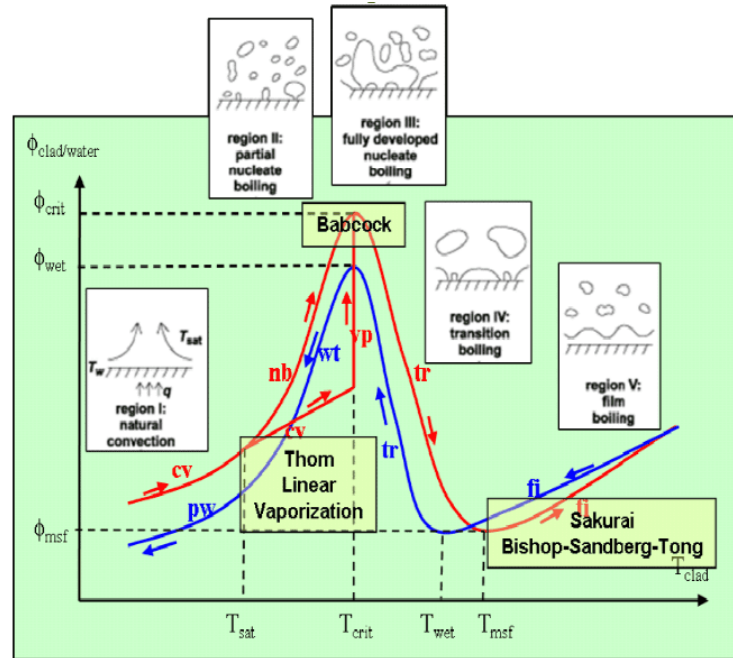 region II:
partial
nucleate
boiling
region III:
fully developed
nucleate
boiling
ϕclad/water
ϕcrit
Babcock
ϕwet
region IV:
transition
boiling
Tsat
Tw
q
region I:
natural
convection
region V:
film
boiling
vp
wt
nb
tr
cv
tr
cv
pw
Thom
Linear
Vaporization
fi
fi
Sakurai
Bishop-Sandberg-Tong
ϕmsf
Tclad
Tsat
Tcrit
Twet
Tmsf